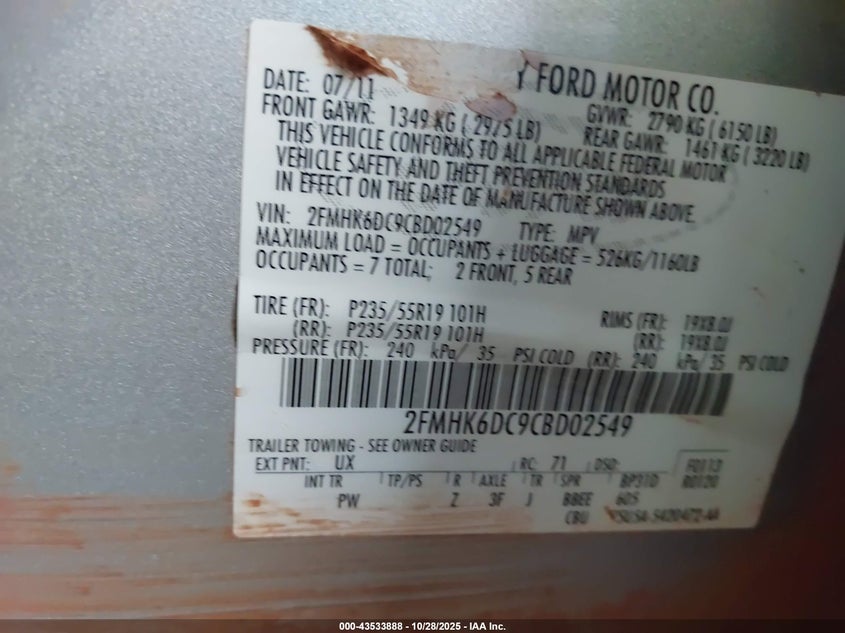 Y FORD MOTOR CO.
DATE: 07/11
GVWR: 2790 KG ( 6150 LB)
FRONT GAWR: 1349 KG ( 2975 LB)
REAR GAWR: 1461 KG ( 3220 LB)
THIS VEHICLE CONFORMS TO ALL APPLICABLE FEDERAL MOTOR
VEHICLE SAFETY AND THEFT PREVENTION STANDARDS
IN EFFECT ON THE DATE OF MANUFACTURE SHOWN ABOVE.
VIN: 2FMHK6DC9CBD02549 TYPE: MPV
MAXIMUM LOAD = OCCUPANTS + LUGGAGE = 526KG/1160LB
OCCUPANTS = 7 TOTAL; 2 FRONT, 5 REAR
TIRE (FR): P235/55R19 101H RIMS (FR): 19X8.0J
(RR): P235/55R19 101H (RR): 19X8.0J
PRESSURE (FR): 240 kPa/ 35 PSI COLD (RR): 240 kPa/ 35 PSI COLD
2FMHK6DC9CBD02549
TRAILER TOWING - SEE OWNER GUIDE
EXT PNT: UX RC: 71 DSO: F0113
INT TR TP/PS R AXLE TR SPR R0120
PW Z 3F J BBEE 605
CBU
000-43533888 - 10/28/2025 - IAA Inc.